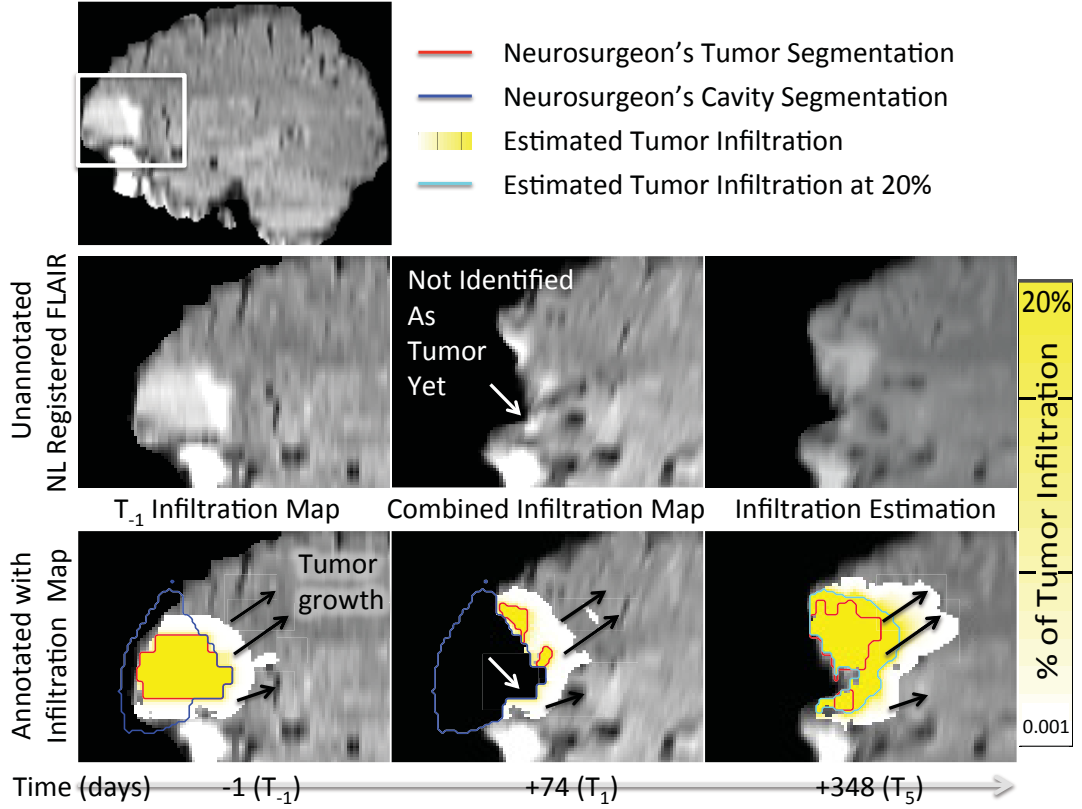 Neurosurgeon's Tumor Segmentation
Neurosurgeon's Cavity Segmentation
Estimated Tumor Infiltration
Estimated Tumor Infiltration at 20%
Unannotated
NL Registered FLAIR
Not Identified
As
Tumor
Yet
20%
% of Tumor Infiltration
0.001
T-1 Infiltration Map
Combined Infiltration Map
Infiltration Estimation
Annotated with
Infiltration Map
Tumor
growth
Time (days)
-1 (T-1)
+74 (T1)
+348 (T5)